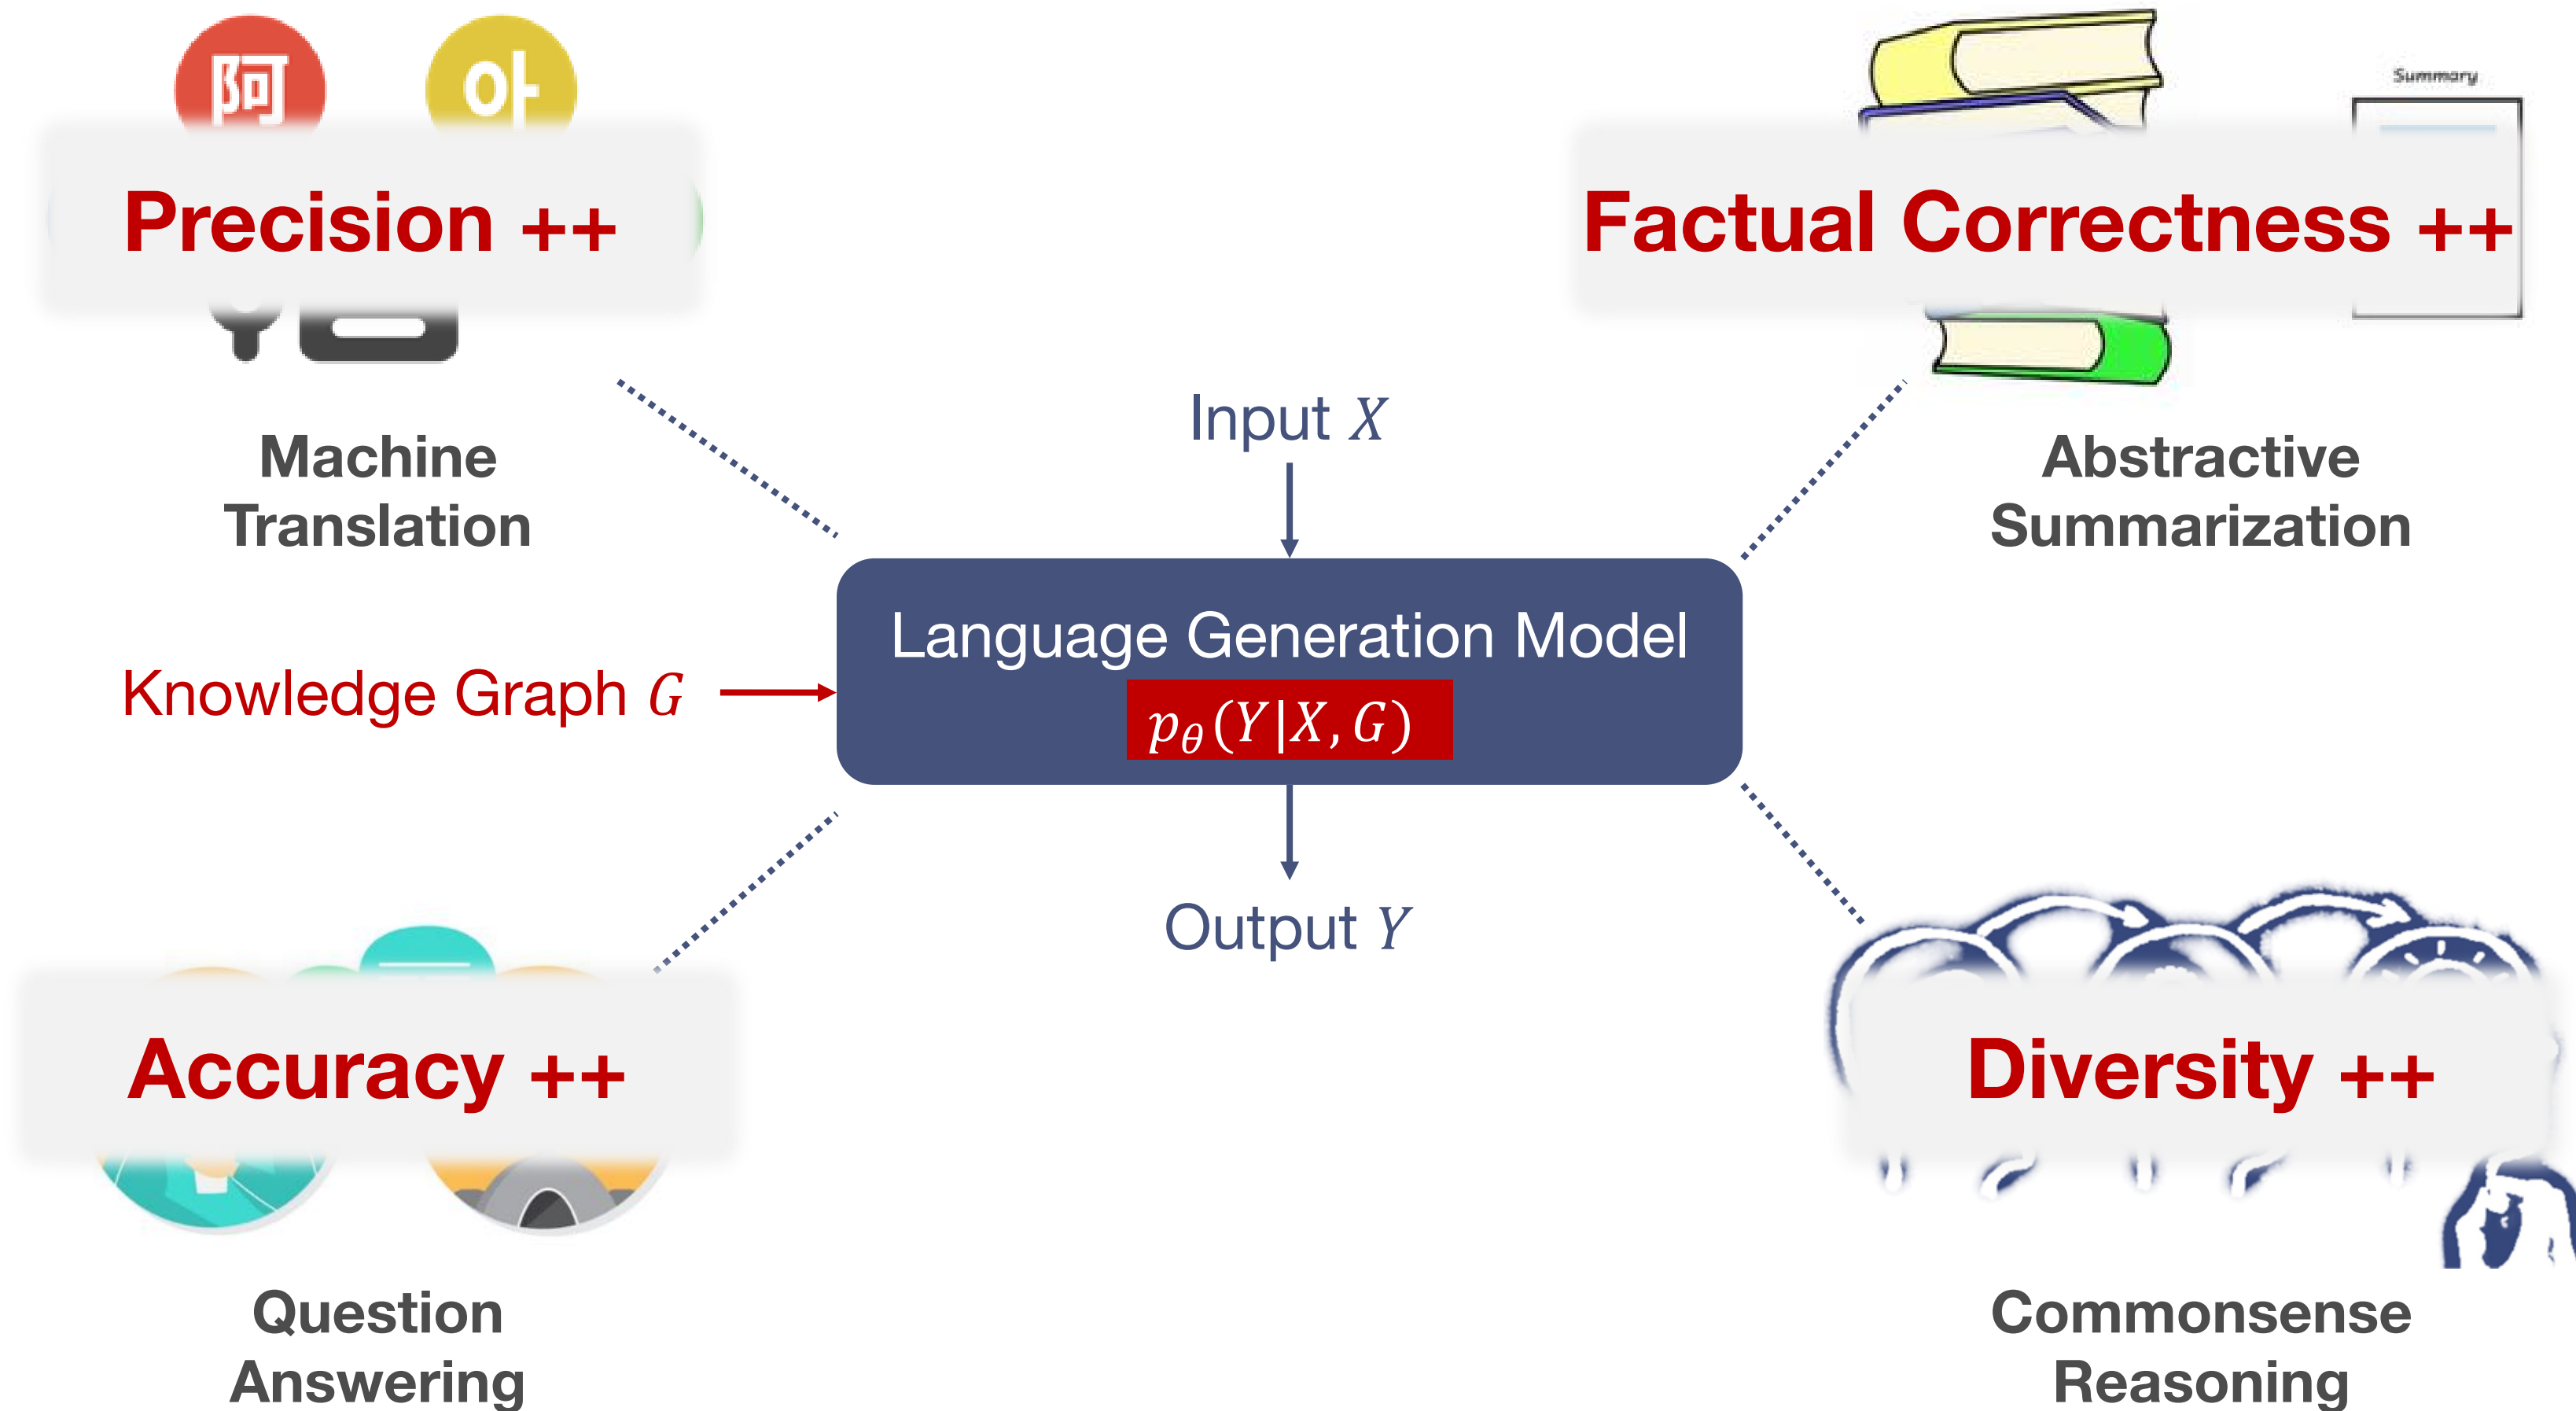 阿
아
Precision ++
Machine
Translation
Summary
Factual Correctness ++
Abstractive
Summarization
Input X
Knowledge Graph G
Language Generation Model
pθ(Y|X, G)
Output Y
Accuracy ++
Question
Answering
Diversity ++
Commonsense
Reasoning